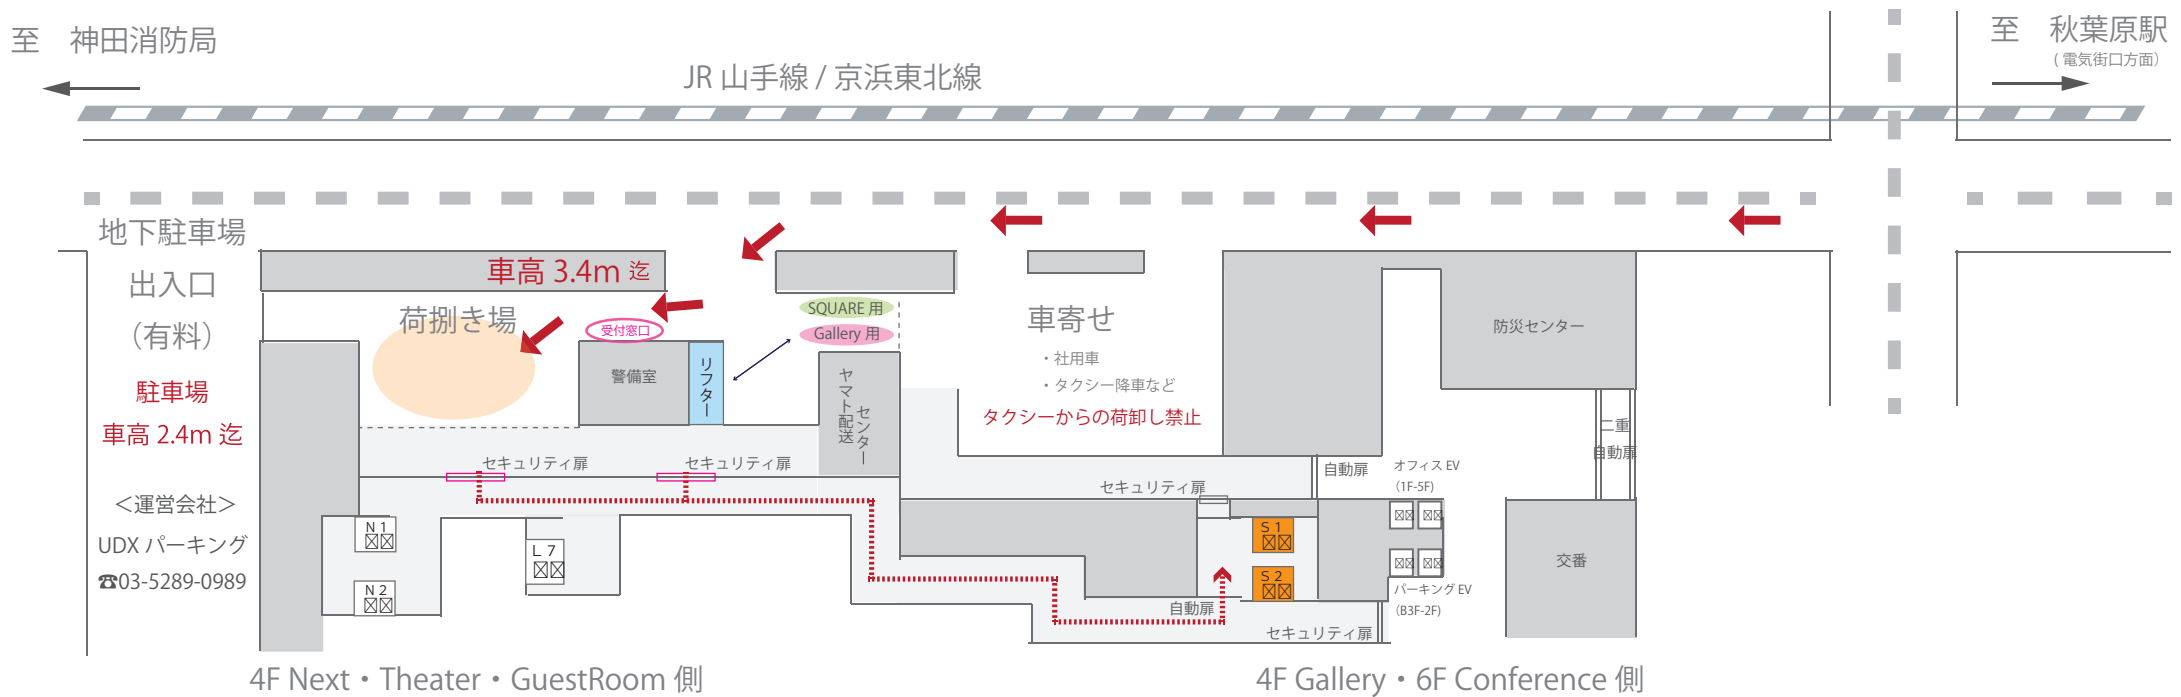 至　神田消防局
JR 山手線 / 京浜東北線
至　秋葉原駅
( 電気街口方面）
地下駐車場
出入口
（有料）
駐車場
車高 2.4m 迄
＜運営会社＞
UDX パーキング
☎03-5289-0989
車高 3.4m 迄
荷捌き場
受付窓口
警備室
リフター
SQUARE 用
Gallery 用
ヤマト配送
センター
車寄せ
・社用車
・タクシー降車など
タクシーからの荷卸し禁止
防災センター
二重
自動扉
セキュリティ扉
セキュリティ扉
セキュリティ扉
自動扉
オフィス EV
（1F-5F）
N 1
N 2
L 7
S 1
S 2
パーキング EV
（B3F-2F）
交番
自動扉
セキュリティ扉
4F Next・Theater・GuestRoom 側
4F Gallery・6F Conference 側